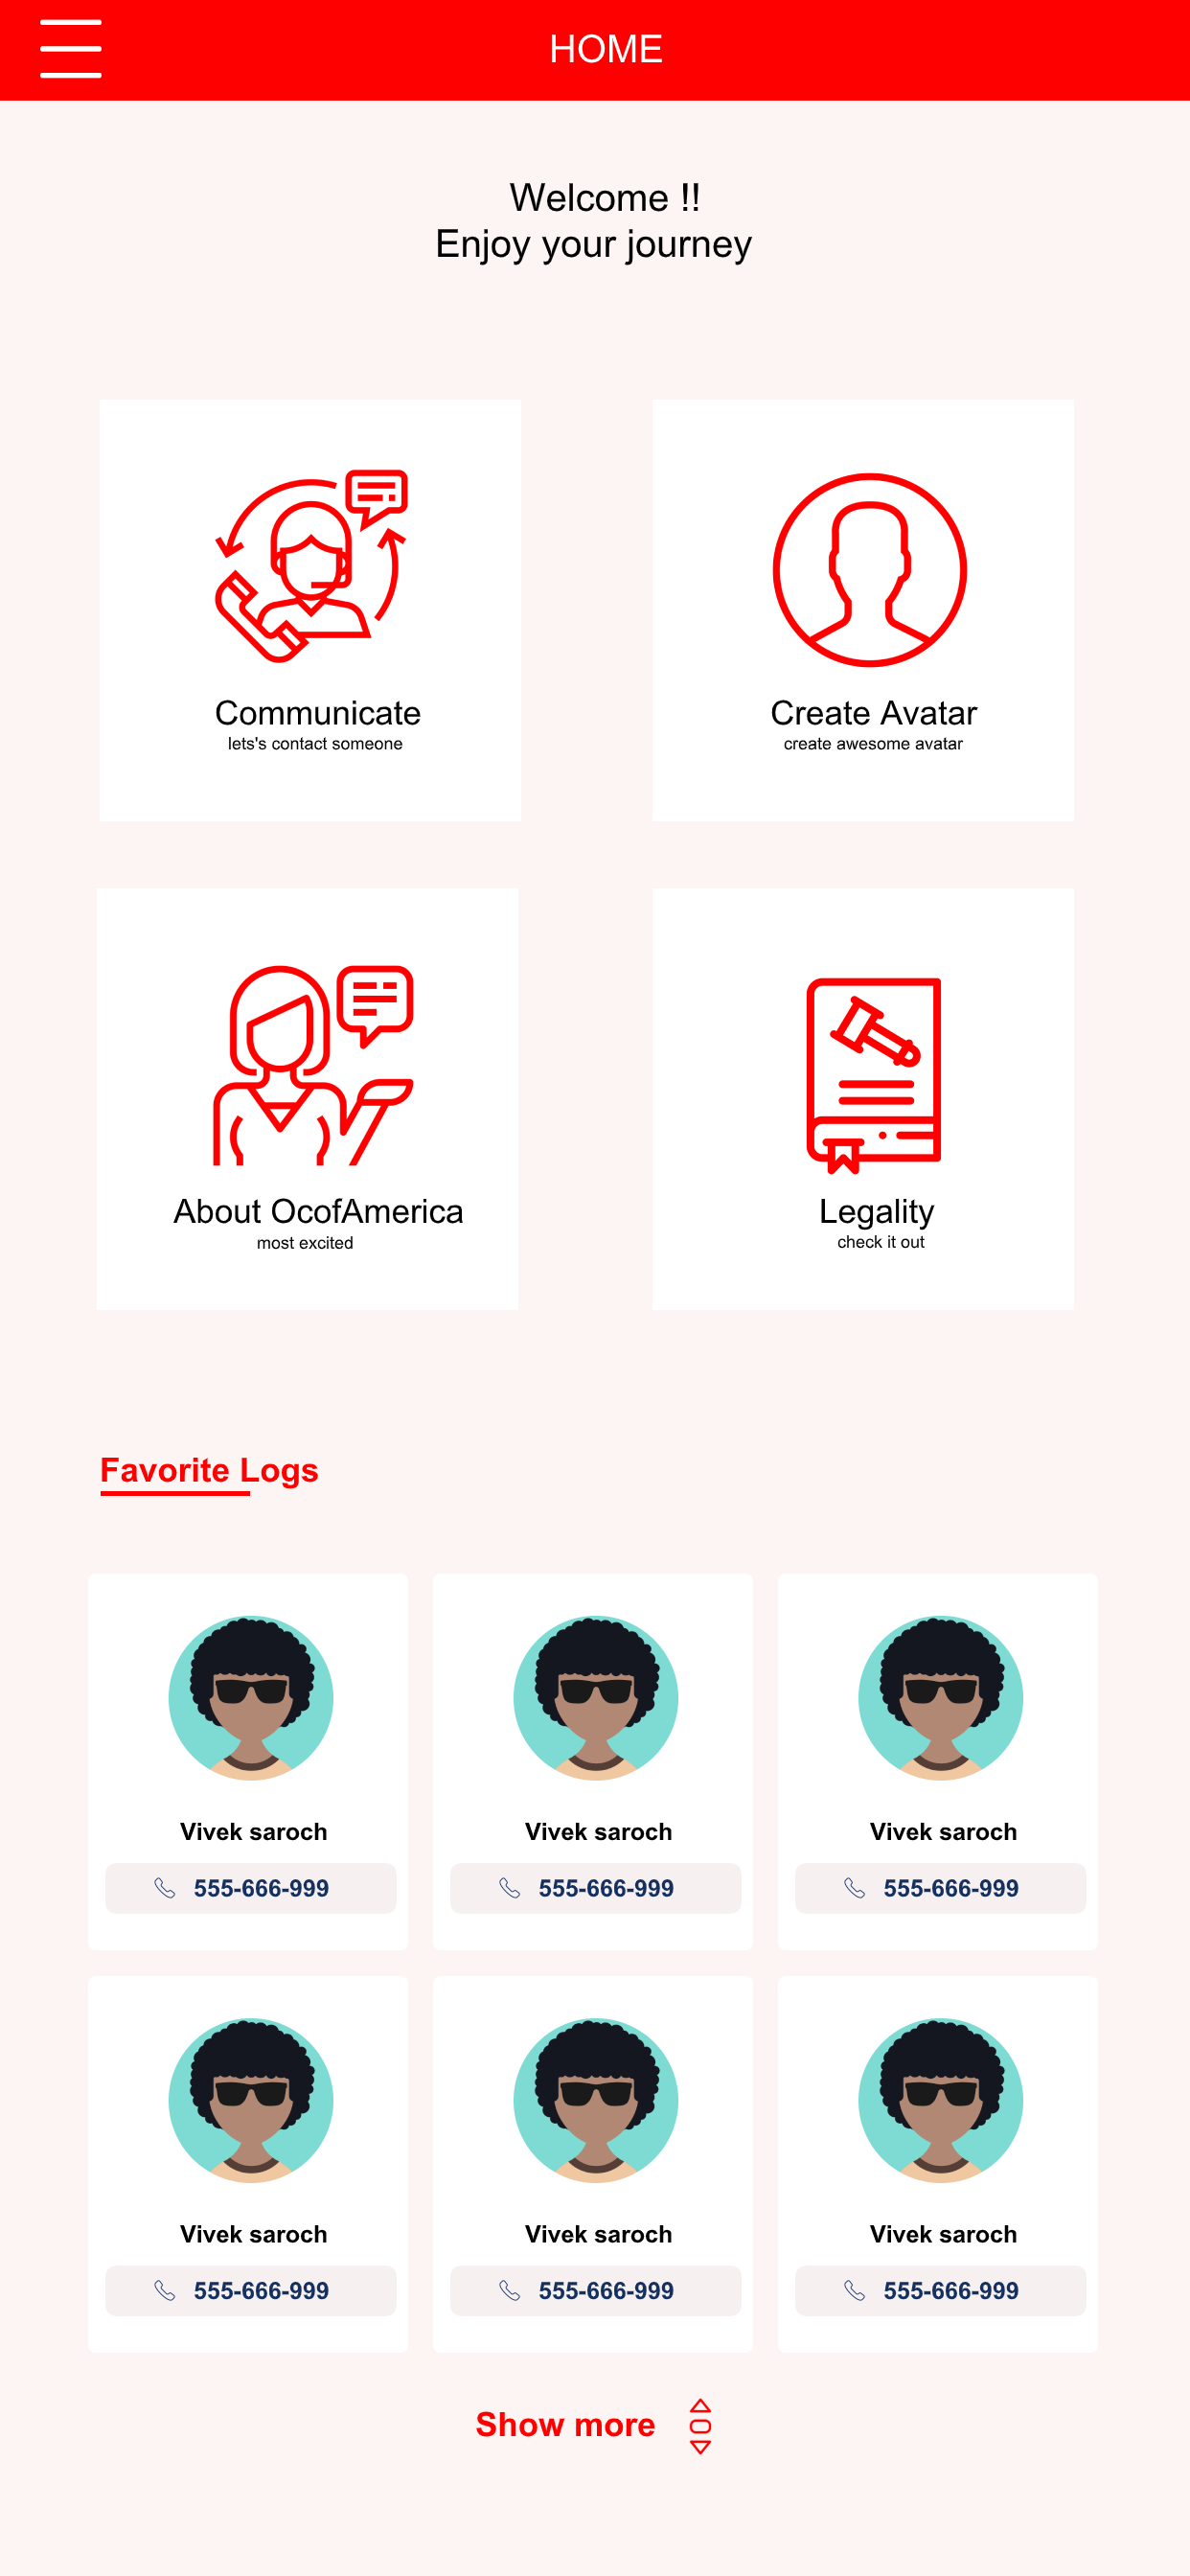 HOME
Welcome !!
Enjoy your journey
Communicate
lets's contact someone
Create Avatar
create awesome avatar
About OcofAmerica
most excited
Legality
check it out
Favorite Logs
Vivek saroch
555-666-999
Vivek saroch
555-666-999
Vivek saroch
555-666-999
Vivek saroch
555-666-999
Vivek saroch
555-666-999
Vivek saroch
555-666-999
Show more